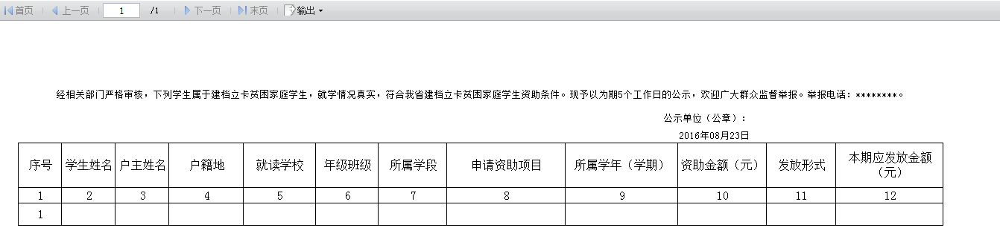 首页 上一页 1 /1 下一页 末页 输出
经相关部门严格审核，下列学生属于建档立卡贫困家庭学生，就学情况真实，符合我省建档立卡贫困家庭学生资助条件。现予以为期5个工作日的公示，欢迎广大群众监督举报。举报电话：********。
公示单位（公章）：
2016年08月23日
序号 学生姓名 户主姓名 户籍地 就读学校 年级班级 所属学段 申请资助项目 所属学年（学期） 资助金额（元） 发放形式 本期应发放金额
（元）
1 2 3 4 5 6 7 8 9 10 11 12
1